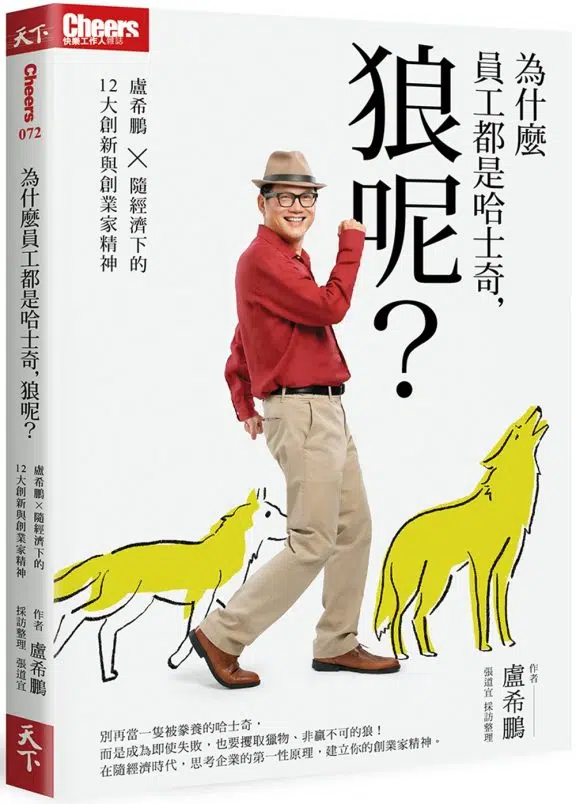 天下
Cheers
快樂工作人雜誌
Cheers
072
為什麼員工都是哈士奇,狼呢?
盧希鵬×隨經濟下的
12大創新與創業家精神
作者 盧希鵬
採訪整理 張道宜
天下
為什麼
員工都是哈士奇,
狼呢?
盧希鵬×隨經濟下的
12大創新與創業家精神
作者
盧希鵬
張道宜 採訪整理
別再當一隻被豢養的哈士奇,
而是成為即使失敗,也要攫取獵物、非贏不可的狼!
在隨經濟時代,思考企業的第一性原理,建立你的創業家精神。